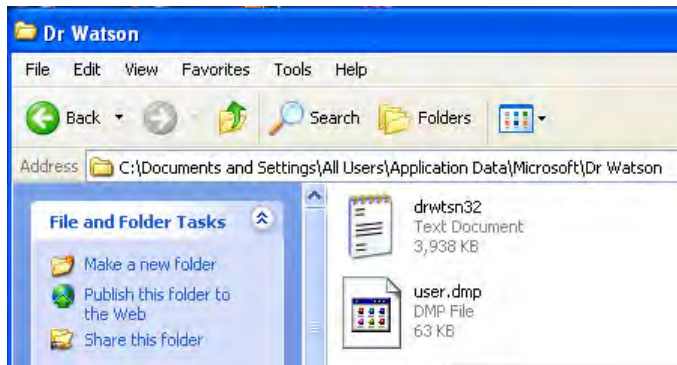 Dr Watson
File Edit View Favorites Tools Help
Back Search Folders
Address C:\Documents and Settings\All Users\Application Data\Microsoft\Dr Watson
File and Folder Tasks
Make a new folder
Publish this folder to
the Web
Share this folder
drwtsn32
Text Document
3,938 KB
user.dmp
DMP File
63 KB